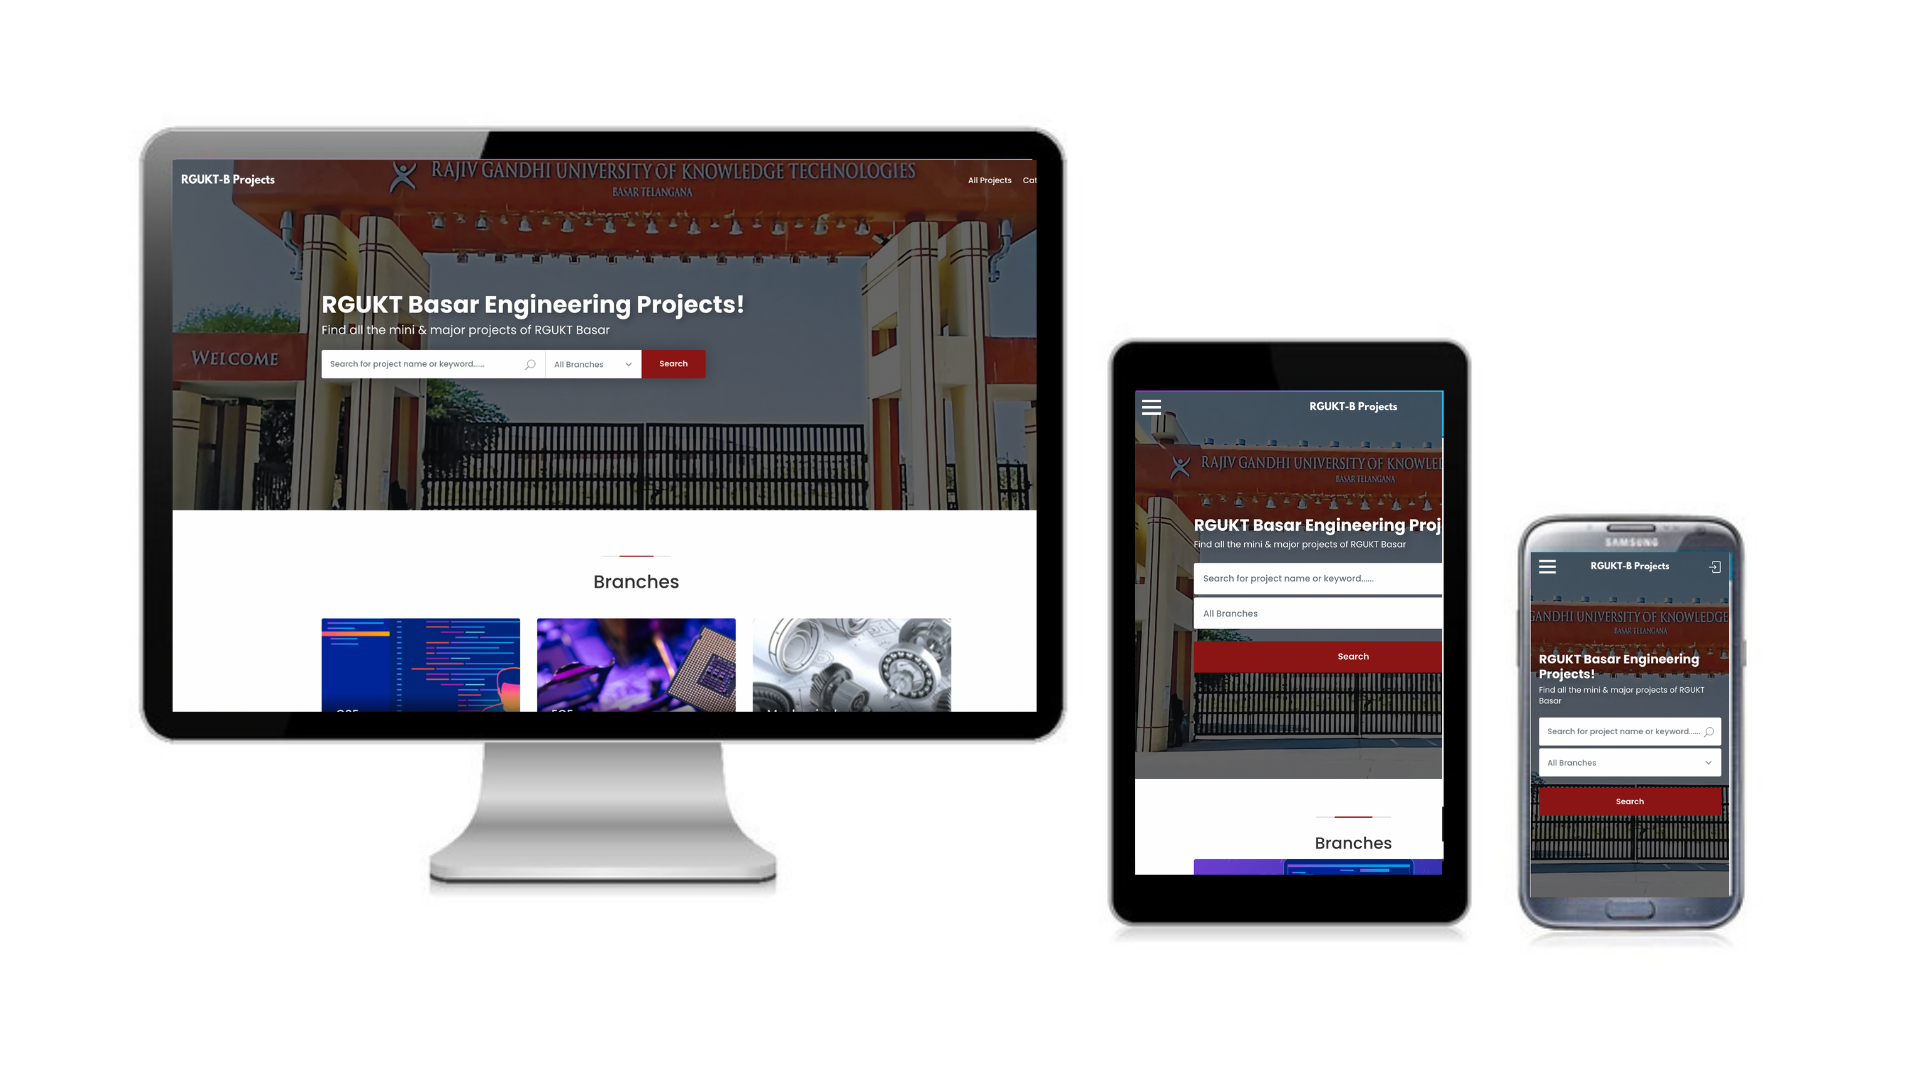 RGUKT-B Projects
All Projects
RAJIV GANDHI UNIVERSITY OF KNOWLEDGE TECHNOLOGIES
BASAR TELANGANA
WELCOME
RGUKT Basar Engineering Projects!
Find all the mini & major projects of RGUKT Basar
Search for project name or keyword......
All Branches
Search
Branches
RGUKT-B Projects
RAJIV GANDHI UNIVERSITY OF KNOWLE
BASAR TELANGANA
RGUKT Basar Engineering Proj
Find all the mini & major projects of RGUKT Basar
Search for project name or keyword......
All Branches
Search
Branches
SAMSUNG
RGUKT-B Projects
GANDHI UNIVERSITY OF KNOWLEDGE
BASAR TELANGANA
RGUKT Basar Engineering
Projects!
Find all the mini & major projects of RGUKT
Basar
Search for project name or keyword......
All Branches
Search